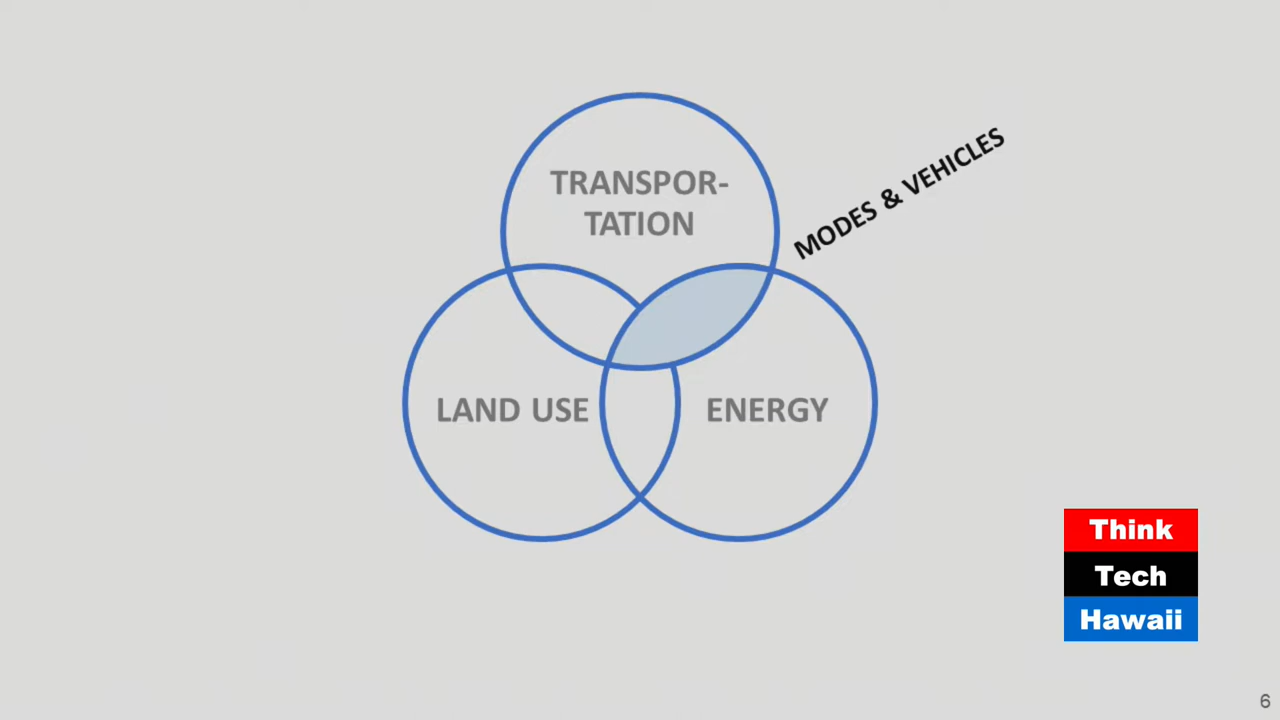 TRANSPOR-
TATION
MODES & VEHICLES
LAND USE
ENERGY
Think
Tech
Hawaii
6